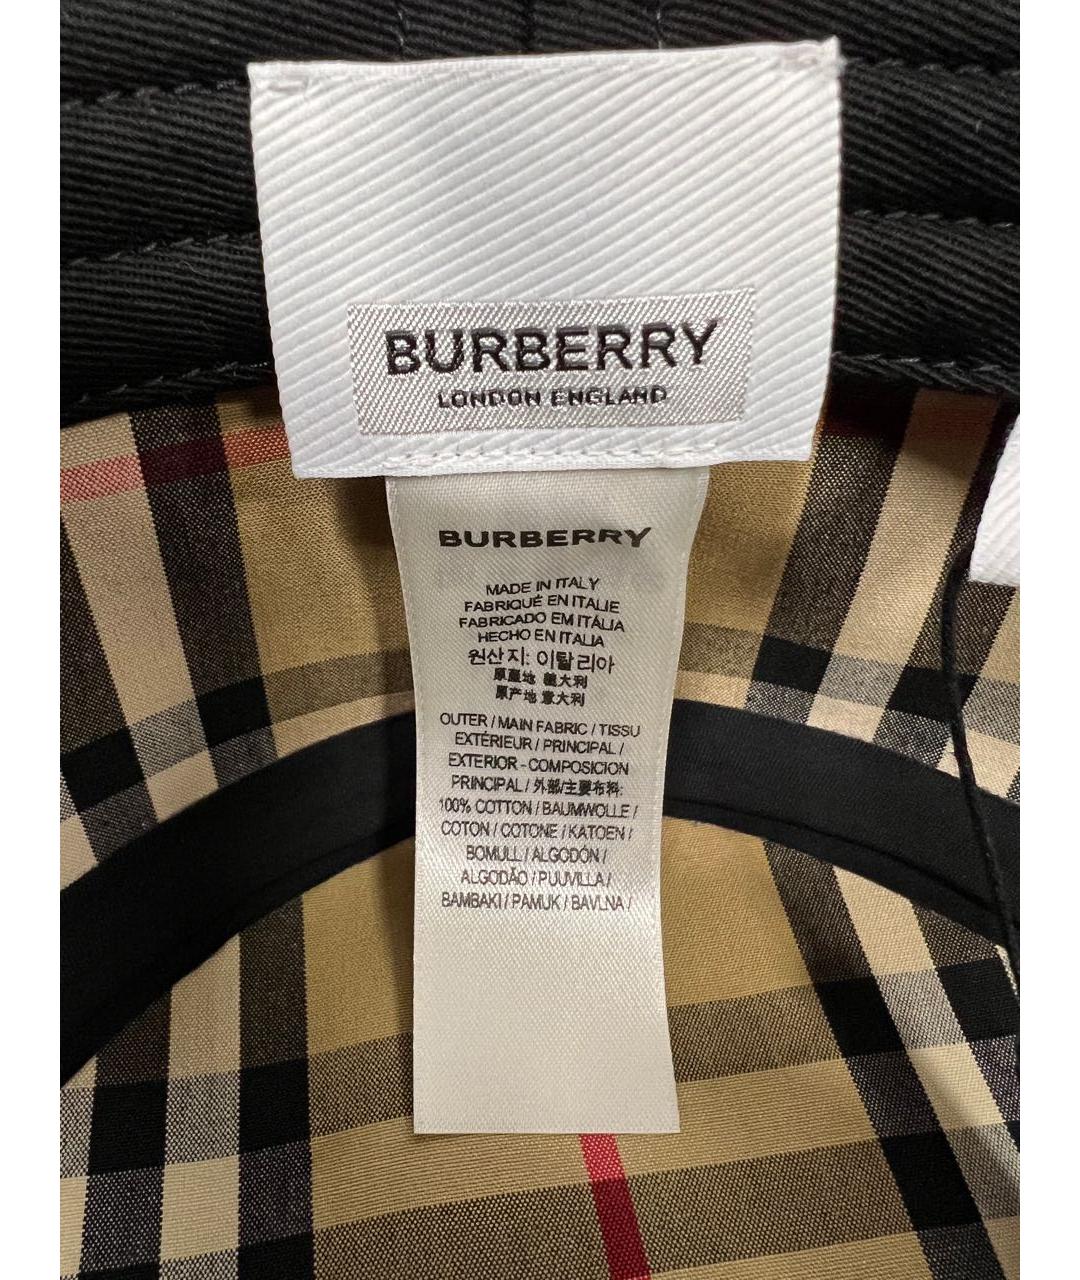 BURBERRY
LONDON ENGLAND
BURBERRY
MADE IN ITALY
FABRIQUÉ EN ITALIE
FABRICADO EM ITÁLIA
HECHO EN ITALIA
원산지: 이탈리아
原產地 義大利
原产地 意大利
OUTER / MAIN FABRIC / TISSU
EXTÉRIEUR / PRINCIPAL /
EXTERIOR - COMPOSICION
PRINCIPAL / 外部/主要布料:
100% COTTON / BAUMWOLLE /
COTON / COTONE / KATOEN /
BOMULL / ALGODÓN /
ALGODÃO / PUUVILLA /
BAMBAKI / PAMUK / BAVLNA /